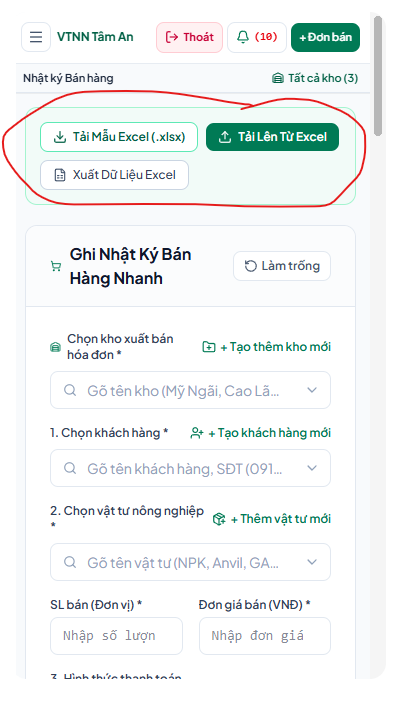 VTNN Tâm An
Thoát
(10)
+ Đơn bán
Nhật ký Bán hàng
Tất cả kho (3)
Tải Mẫu Excel (.xlsx)
Tải Lên Từ Excel
Xuất Dữ Liệu Excel
Ghi Nhật Ký Bán
Hàng Nhanh
Làm trống
Chọn kho xuất bán
hóa đơn *
+ Tạo thêm kho mới
Gõ tên kho (Mỹ Ngãi, Cao Lã...
1. Chọn khách hàng *
+ Tạo khách hàng mới
Gõ tên khách hàng, SĐT (091...
2. Chọn vật tư nông nghiệp
*
+ Thêm vật tư mới
Gõ tên vật tư (NPK, Anvil, GA...
SL bán (Đơn vị) *
Đơn giá bán (VNĐ) *
Nhập số lượn
Nhập đơn giá
3. Hình thức thanh toán